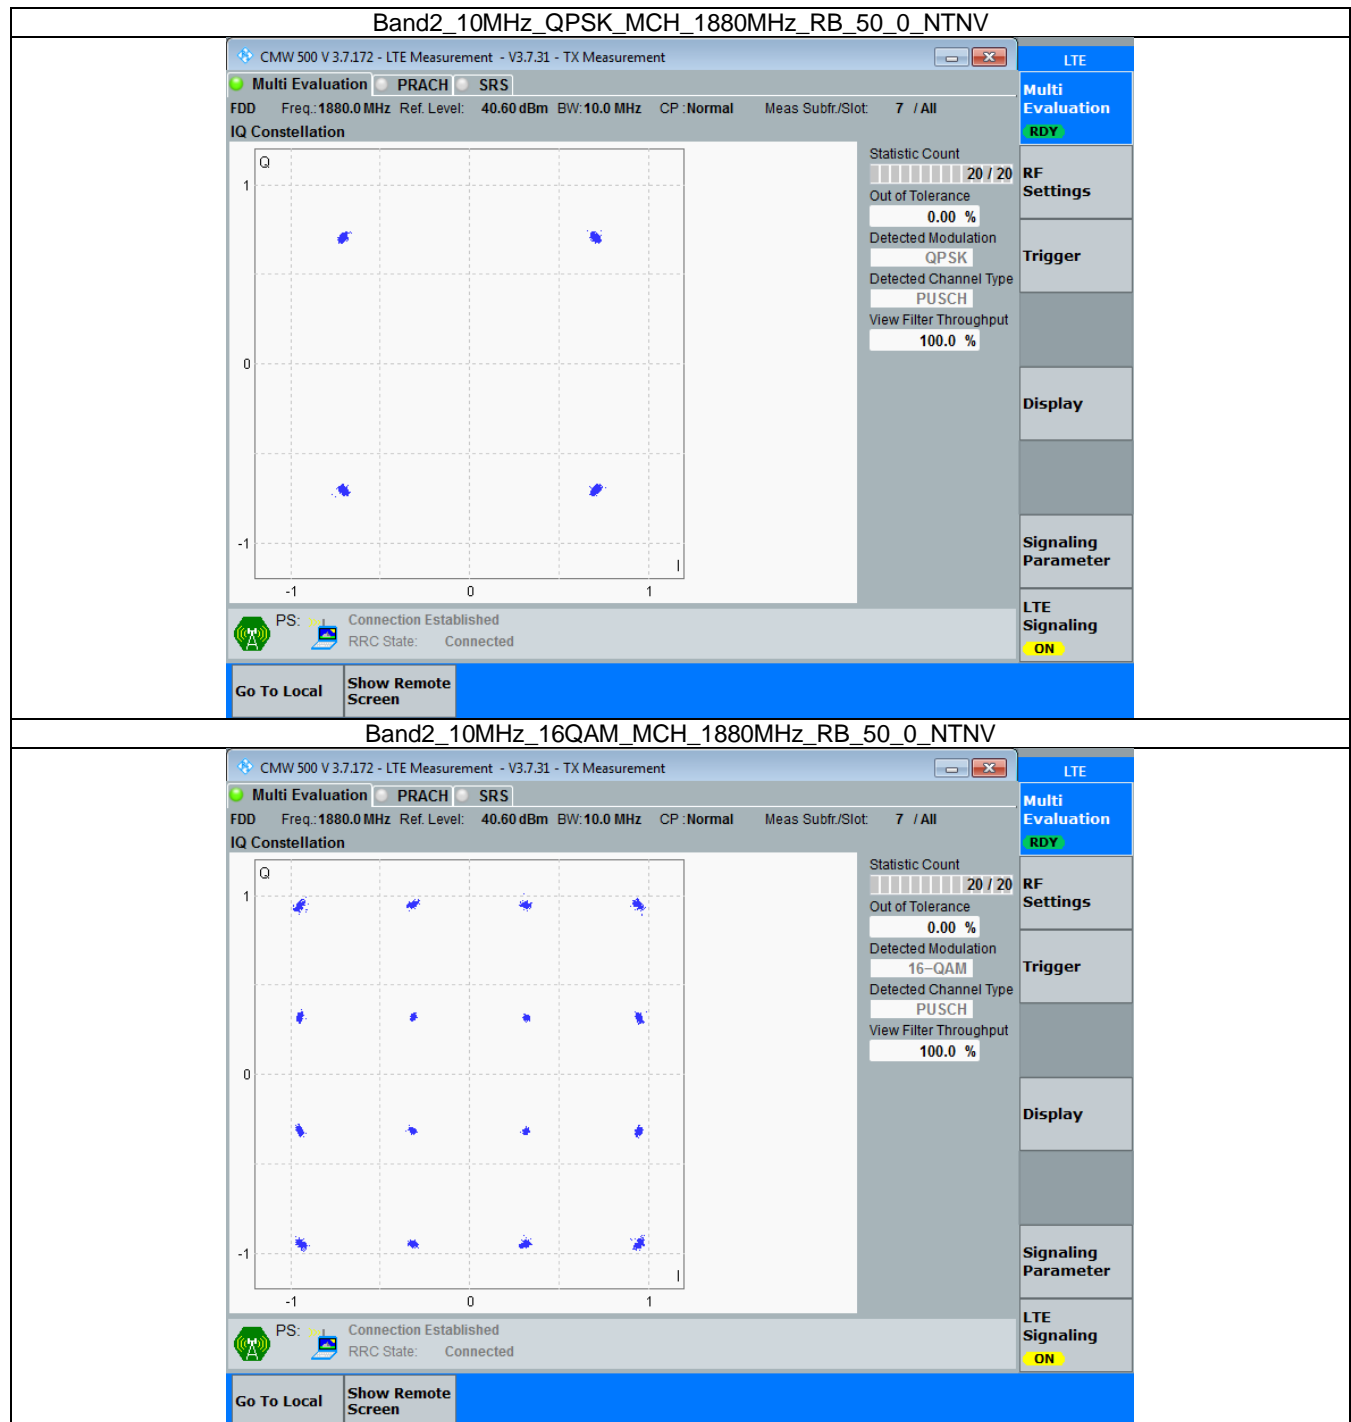 Band2_10MHz_QPSK_MCH_1880MHz_RB_50_0_NTNV
CMW 500 V 3.7.172 - LTE Measurement - V3.7.31 - TX Measurement
LTE
Multi Evaluation PRACH SRS
Multi
Evaluation
RDY
FDD Freq.: 1880.0 MHz Ref. Level: 40.60 dBm BW: 10.0 MHz CP : Normal Meas Subfr./Slot: 7 / All
IQ Constellation
Q
1
0
-1
I
-1 0 1
Statistic Count
20 / 20
Out of Tolerance
0.00 %
Detected Modulation
QPSK
Detected Channel Type
PUSCH
View Filter Throughput
100.0 %
RF
Settings
Trigger
Display
Signaling
Parameter
LTE
Signaling
ON
PS: Connection Established
RRC State: Connected
Go To Local
Show Remote
Screen
Band2_10MHz_16QAM_MCH_1880MHz_RB_50_0_NTNV
CMW 500 V 3.7.172 - LTE Measurement - V3.7.31 - TX Measurement
LTE
Multi Evaluation PRACH SRS
Multi
Evaluation
RDY
FDD Freq.: 1880.0 MHz Ref. Level: 40.60 dBm BW: 10.0 MHz CP : Normal Meas Subfr./Slot: 7 / All
IQ Constellation
Q
1
0
-1
I
-1 0 1
Statistic Count
20 / 20
Out of Tolerance
0.00 %
Detected Modulation
16-QAM
Detected Channel Type
PUSCH
View Filter Throughput
100.0 %
RF
Settings
Trigger
Display
Signaling
Parameter
LTE
Signaling
ON
PS: Connection Established
RRC State: Connected
Go To Local
Show Remote
Screen